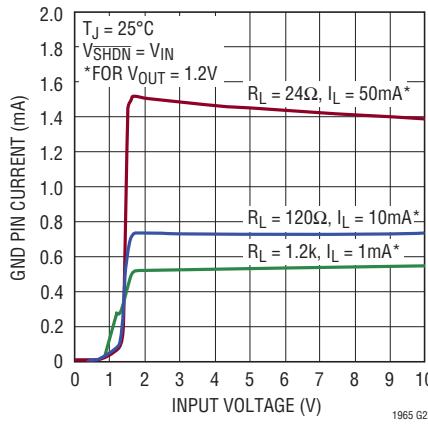 2.0
1.8
1.6
1.4
1.2
1.0
0.8
0.6
0.4
0.2
0
GND PIN CURRENT (mA)
TJ = 25°C
VSHDN = VIN
*FOR VOUT = 1.2V
RL = 24Ω, IL = 50mA*
RL = 120Ω, IL = 10mA*
RL = 1.2k, IL = 1mA*
0 1 2 3 4 5 6 7 8 9 10
INPUT VOLTAGE (V)
1965 G2